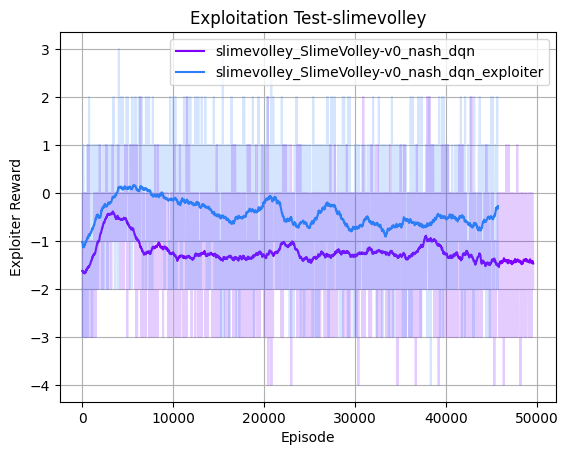 Exploitation Test-slimevolley
slimevolley_SlimeVolley-v0_nash_dqn
slimevolley_SlimeVolley-v0_nash_dqn_exploiter
Exploiter Reward
3
2
1
0
−1
−2
−3
−4
0 10000 20000 30000 40000 50000
Episode